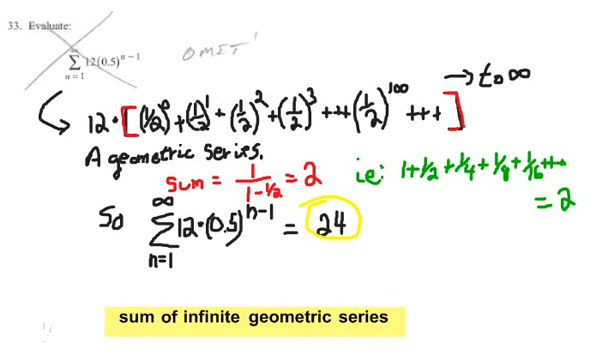 33. Evaluate:
∞
∑ 12(0.5)^{n-1}
n=1
OMIT
12·[(1/2)^0+(1/2)^1+(1/2)^2+(1/2)^3+++(1/2)^100+++] → to ∞
A geometric series.
Sum = 1/(1-1/2) = 2
ie: 1+1/2+1/4+1/8+1/16++
= 2
So ∞
∑ 12·(0.5)^{n-1} = 24
n=1
sum of infinite geometric series